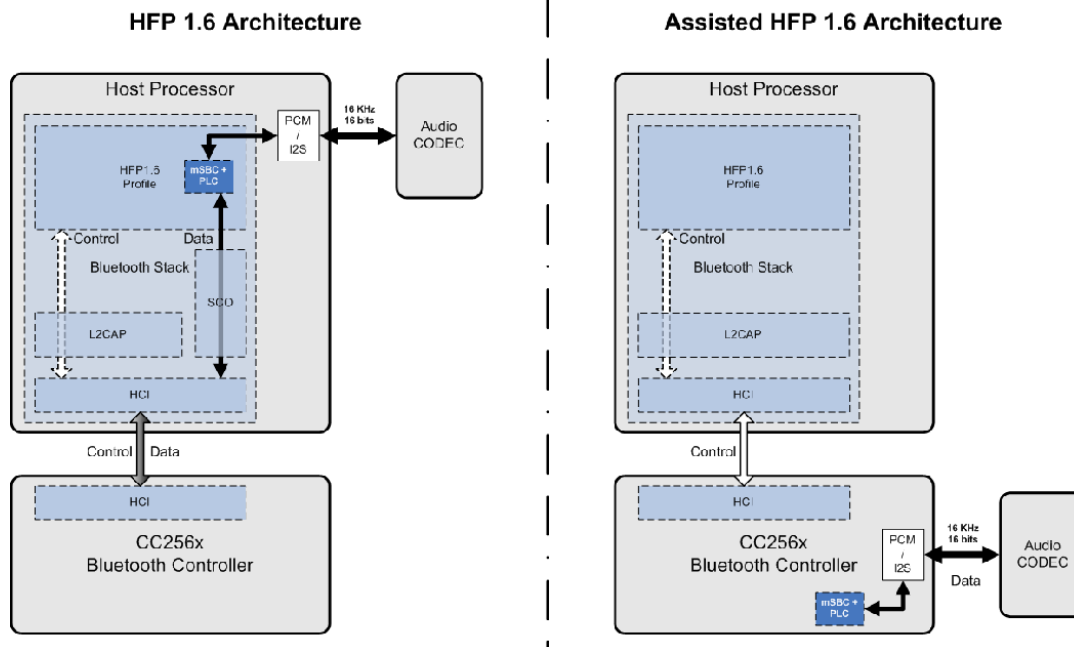 HFP 1.6 Architecture
Host Processor
HFP1.5
Profile
mSBC +
PLC
PCM
/
I2S
16 KHz
16 bits
Audio
CODEC
Control
Data
Bluetooth Stack
SCO
L2CAP
HCI
Control
Data
HCI
CC256x
Bluetooth Controller
Assisted HFP 1.6 Architecture
Host Processor
HFP1.6
Profile
Control
Bluetooth Stack
L2CAP
HCI
Control
HCI
CC256x
Bluetooth Controller
PCM
/
I2S
mSBC +
PLC
16 KHz
16 bits
Data
Audio
CODEC